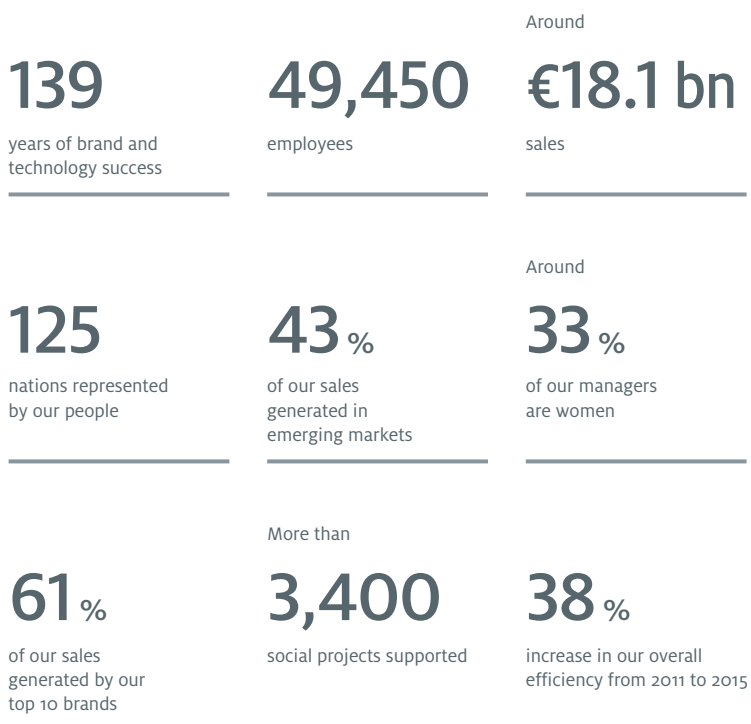 139
years of brand and
technology success
49,450
employees
Around
€18.1 bn
sales
125
nations represented
by our people
43 %
of our sales
generated in
emerging markets
Around
33 %
of our managers
are women
61 %
of our sales
generated by our
top 10 brands
More than
3,400
social projects supported
38 %
increase in our overall
efficiency from 2011 to 2015